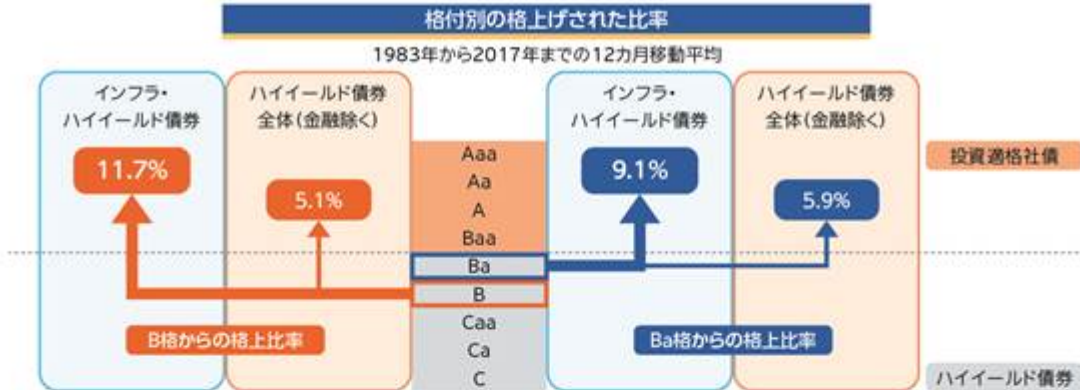 格付別の格上げされた比率
1983年から2017年までの12カ月移動平均
インフラ・
ハイイールド債券
11.7%
ハイイールド債券
全体(金融除く)
5.1%
Aaa
Aa
A
Baa
Ba
B
Caa
Ca
C
インフラ・
ハイイールド債券
9.1%
ハイイールド債券
全体(金融除く)
5.9%
投資適格社債
B格からの格上比率
Ba格からの格上比率
ハイイールド債券